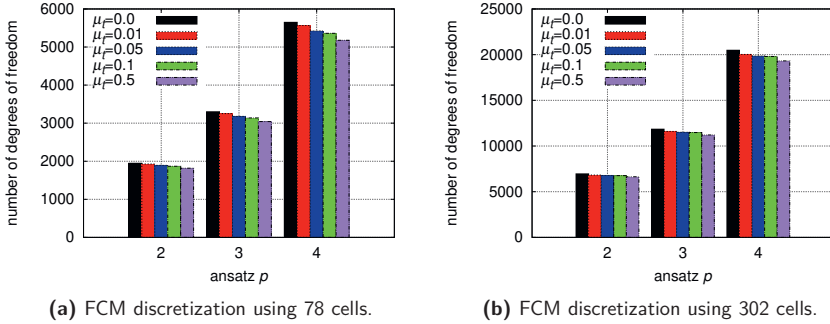 number of degrees of freedom
6000
5000
4000
3000
2000
1000
0
μf=0.0
μf=0.01
μf=0.05
μf=0.1
μf=0.5
2 3 4
ansatz p
(a) FCM discretization using 78 cells.
number of degrees of freedom
25000
20000
15000
10000
5000
0
μf=0.0
μf=0.01
μf=0.05
μf=0.1
μf=0.5
2 3 4
ansatz p
(b) FCM discretization using 302 cells.